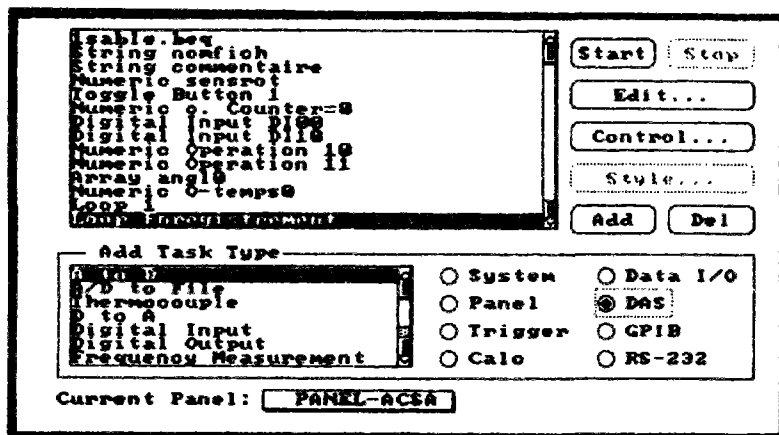 String nomfich
String commentaire
Numeric sensrot
Toggle Button 1
Numeric o. Counter=0
Digital Input DI00
Digital Input DI10
Numeric Operation 10
Numeric Operation 11
Array angl0
Numeric 0-temps0
Loop 1
Start Stop
Edit...
Control...
Style...
Add Del
Add Task Type
A/D to File
Thermocouple
D to A
Digital Input
Digital Output
Frequency Measurement
System
Panel
Trigger
Calc
Data I/O
DAS
GPIB
RS-232
Current Panel: PANEL-ACSA